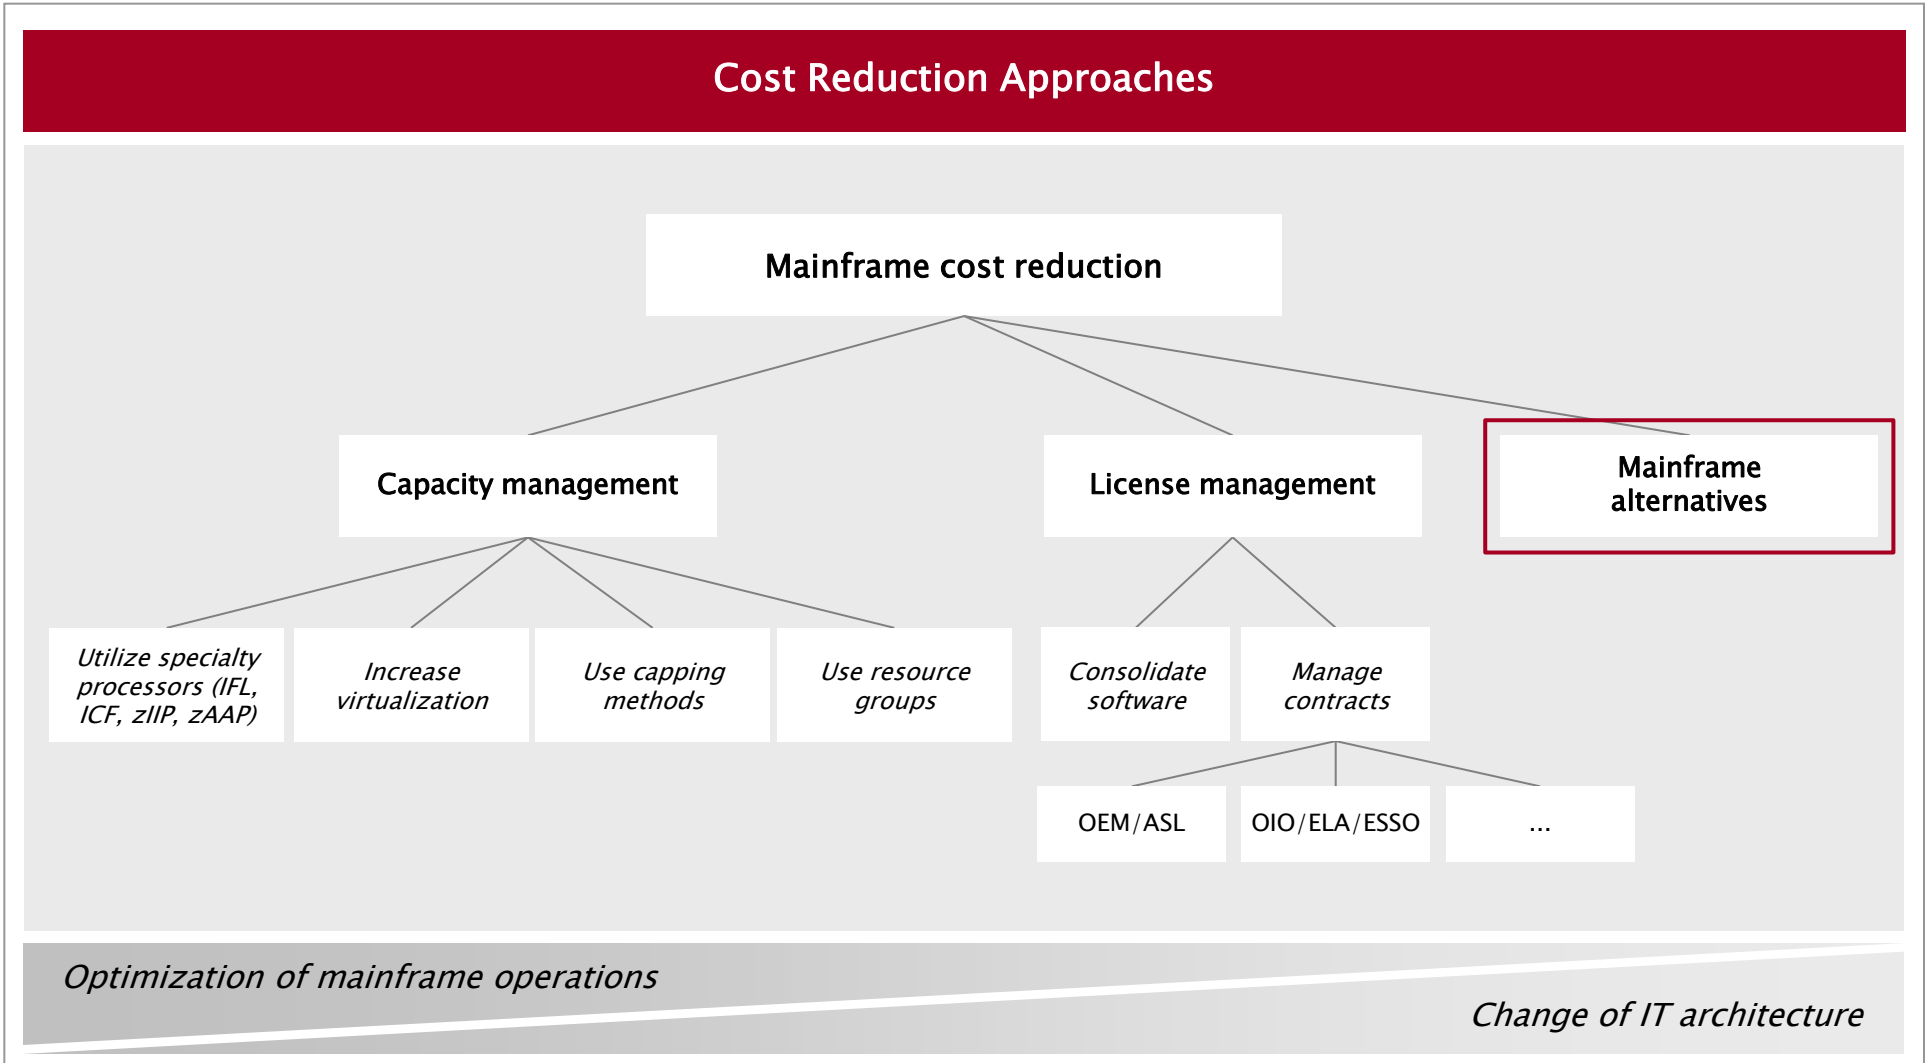 Cost Reduction Approaches
Mainframe cost reduction
Capacity management
License management
Mainframe
alternatives
Utilize specialty
processors (IFL,
ICF, zIIP, zAAP)
Increase
virtualization
Use capping
methods
Use resource
groups
Consolidate
software
Manage
contracts
OEM/ASL
OIO/ELA/ESSO
...
Optimization of mainframe operations
Change of IT architecture